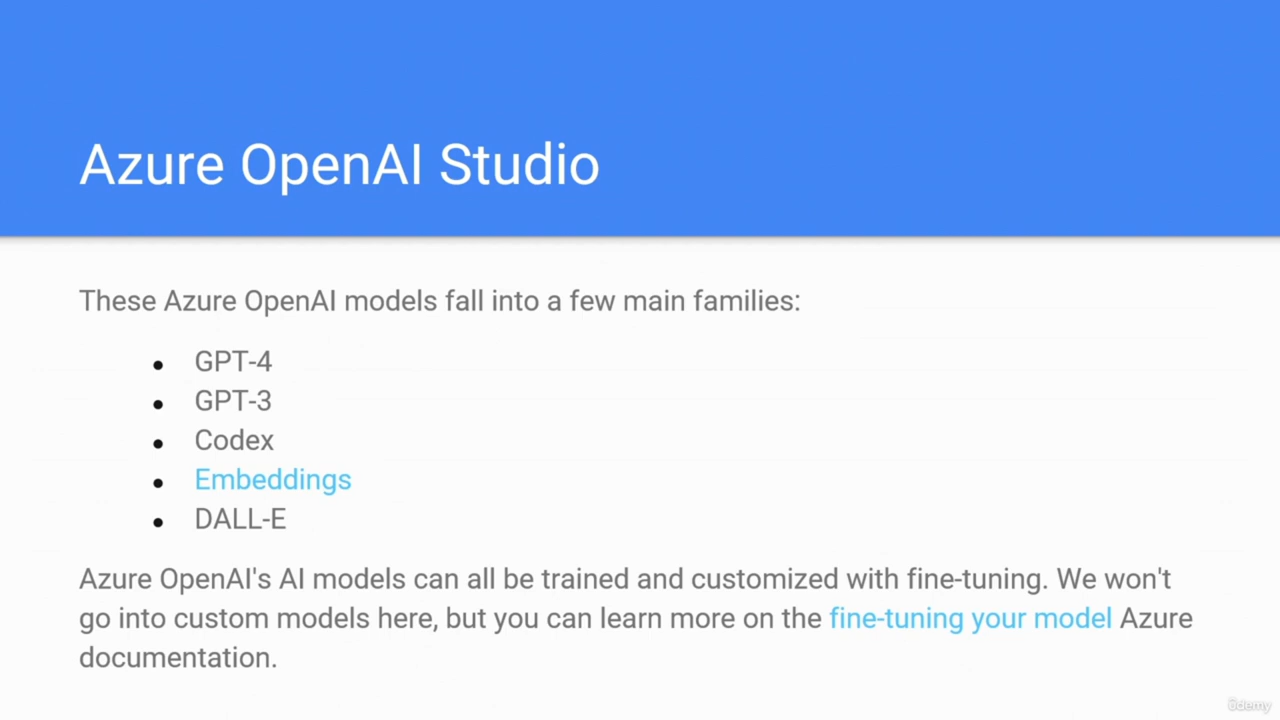 Azure OpenAI Studio
These Azure OpenAI models fall into a few main families:
● GPT-4
● GPT-3
● Codex
● Embeddings
● DALL-E
Azure OpenAI's AI models can all be trained and customized with fine-tuning. We won't
go into custom models here, but you can learn more on the fine-tuning your model Azure
documentation.
ûdemy